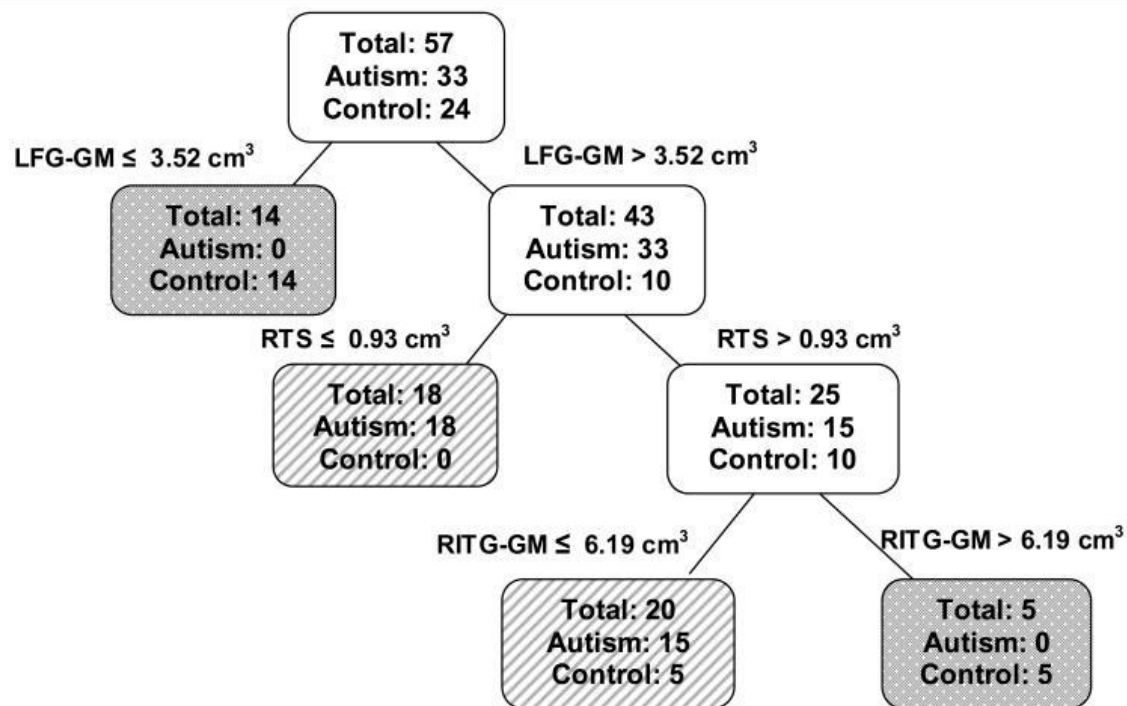 Total: 57
Autism: 33
Control: 24
LFG-GM ≤ 3.52 cm³
LFG-GM > 3.52 cm³
Total: 14
Autism: 0
Control: 14
Total: 43
Autism: 33
Control: 10
RTS ≤ 0.93 cm³
RTS > 0.93 cm³
Total: 18
Autism: 18
Control: 0
Total: 25
Autism: 15
Control: 10
RITG-GM ≤ 6.19 cm³
RITG-GM > 6.19 cm³
Total: 20
Autism: 15
Control: 5
Total: 5
Autism: 0
Control: 5